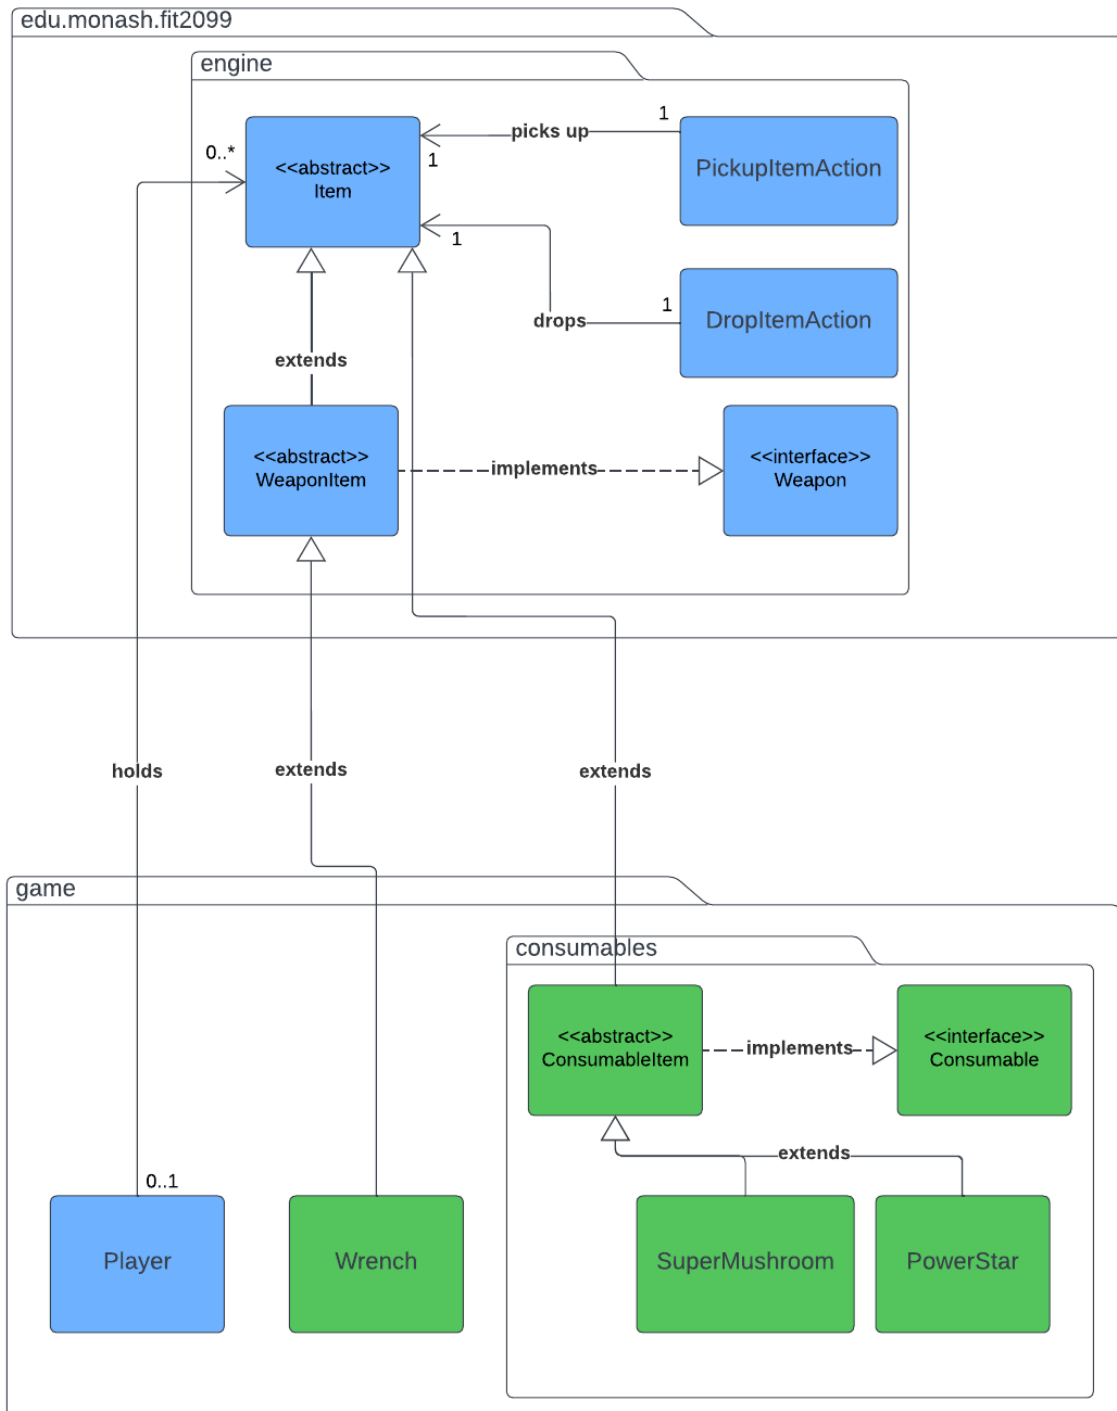 edu.monash.fit2099
engine
<<abstract>>
Item
0..*
1
picks up
1
PickupItemAction
1
drops
1
DropItemAction
extends
<<abstract>>
WeaponItem
implements
<<interface>>
Weapon
holds
extends
extends
game
consumables
<<abstract>>
ConsumableItem
implements
<<interface>>
Consumable
extends
0..1
Player
Wrench
SuperMushroom
PowerStar